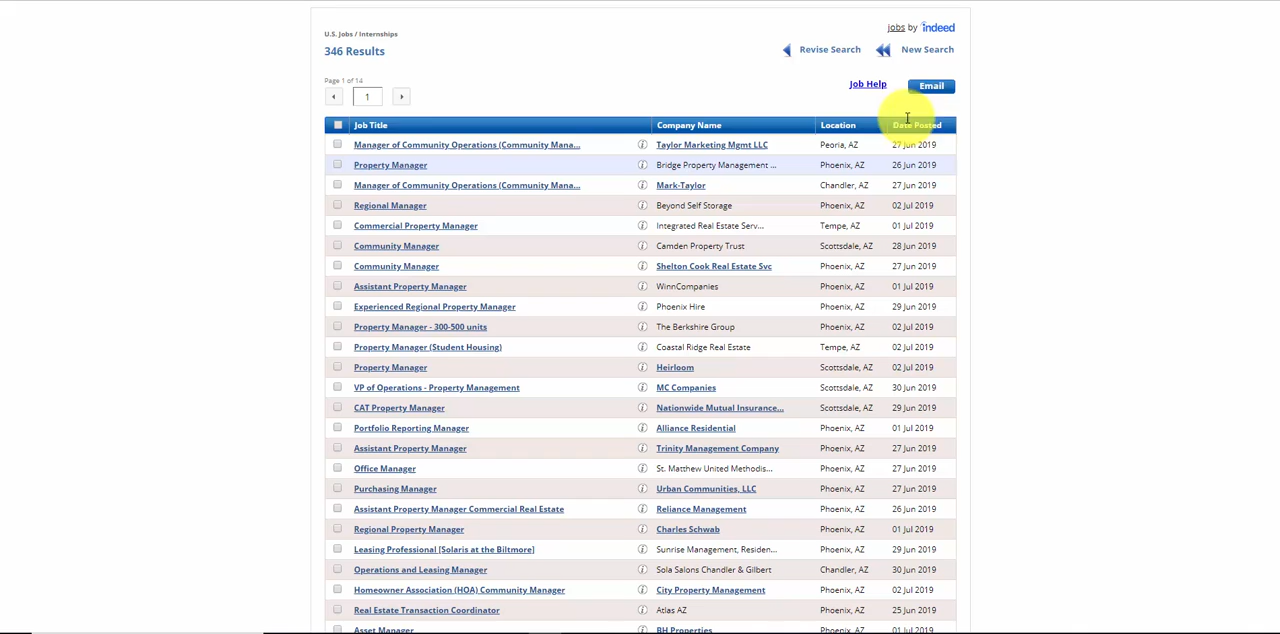 jobs by indeed
U.S. Jobs / Internships
346 Results
Revise Search New Search
Page 1 of 14
Job Help Email
1
Job Title Company Name Location Date Posted
Manager of Community Operations (Community Mana... Taylor Marketing Mgmt LLC Peoria, AZ 27 Jun 2019
Property Manager Bridge Property Management ... Phoenix, AZ 26 Jun 2019
Manager of Community Operations (Community Mana... Mark-Taylor Chandler, AZ 27 Jun 2019
Regional Manager Beyond Self Storage Phoenix, AZ 02 Jul 2019
Commercial Property Manager Integrated Real Estate Serv... Tempe, AZ 01 Jul 2019
Community Manager Camden Property Trust Scottsdale, AZ 28 Jun 2019
Community Manager Shelton Cook Real Estate Svc Phoenix, AZ 27 Jun 2019
Assistant Property Manager WinnCompanies Phoenix, AZ 01 Jul 2019
Experienced Regional Property Manager Phoenix Hire Phoenix, AZ 29 Jun 2019
Property Manager - 300-500 units The Berkshire Group Phoenix, AZ 02 Jul 2019
Property Manager (Student Housing) Coastal Ridge Real Estate Tempe, AZ 02 Jul 2019
Property Manager Heirloom Scottsdale, AZ 02 Jul 2019
VP of Operations - Property Management MC Companies Scottsdale, AZ 30 Jun 2019
CAT Property Manager Nationwide Mutual Insurance... Scottsdale, AZ 29 Jun 2019
Portfolio Reporting Manager Alliance Residential Phoenix, AZ 01 Jul 2019
Assistant Property Manager Trinity Management Company Phoenix, AZ 27 Jun 2019
Office Manager St. Matthew United Methodis... Phoenix, AZ 27 Jun 2019
Purchasing Manager Urban Communities, LLC Phoenix, AZ 27 Jun 2019
Assistant Property Manager Commercial Real Estate Reliance Management Phoenix, AZ 26 Jun 2019
Regional Property Manager Charles Schwab Phoenix, AZ 01 Jul 2019
Leasing Professional [Solaris at the Biltmore] Sunrise Management, Residen... Phoenix, AZ 29 Jun 2019
Operations and Leasing Manager Sola Salons Chandler & Gilbert Chandler, AZ 30 Jun 2019
Homeowner Association (HOA) Community Manager City Property Management Phoenix, AZ 02 Jul 2019
Real Estate Transaction Coordinator Atlas AZ Phoenix, AZ 25 Jun 2019
Asset Manager BH Properties Phoenix, AZ 01 Jul 2019